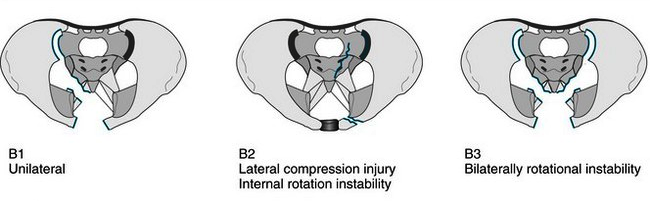 B1
Unilateral
B2
Lateral compression injury
Internal rotation instability
B3
Bilaterally rotational instability